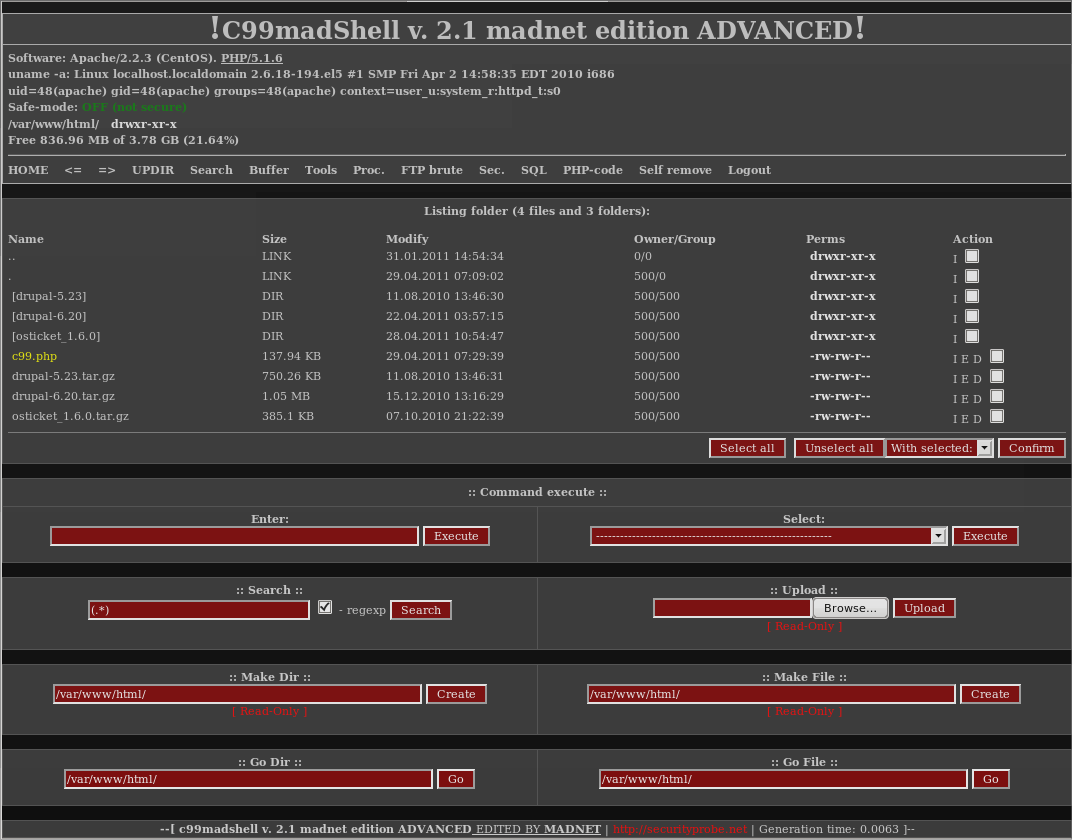 !C99madShell v. 2.1 madnet edition ADVANCED!
Software: Apache/2.2.3 (CentOS). PHP/5.1.6
uname -a: Linux localhost.localdomain 2.6.18-194.el5 #1 SMP Fri Apr 2 14:58:35 EDT 2010 i686
uid=48(apache) gid=48(apache) groups=48(apache) context=user_u:system_r:httpd_t:s0
Safe-mode: OFF (not secure)
/var/www/html/ drwxr-xr-x
Free 836.96 MB of 3.78 GB (21.64%)
HOME <= => UPDIR Search Buffer Tools Proc. FTP brute Sec. SQL PHP-code Self remove Logout
Listing folder (4 files and 3 folders):
Name Size Modify Owner/Group Perms Action
.. LINK 31.01.2011 14:54:34 0/0 drwxr-xr-x I
. LINK 29.04.2011 07:09:02 500/0 drwxr-xr-x I
[drupal-5.23] DIR 11.08.2010 13:46:30 500/500 drwxr-xr-x I
[drupal-6.20] DIR 22.04.2011 03:57:15 500/500 drwxr-xr-x I
[osticket_1.6.0] DIR 28.04.2011 10:54:47 500/500 drwxr-xr-x I
c99.php 137.94 KB 29.04.2011 07:29:39 500/500 -rw-rw-r-- I E D
drupal-5.23.tar.gz 750.26 KB 11.08.2010 13:46:31 500/500 -rw-rw-r-- I E D
drupal-6.20.tar.gz 1.05 MB 15.12.2010 13:16:29 500/500 -rw-rw-r-- I E D
osticket_1.6.0.tar.gz 385.1 KB 07.10.2010 21:22:39 500/500 -rw-rw-r-- I E D
Select all Unselect all With selected: Confirm
:: Command execute ::
Enter: Select:
Execute ----------------------------------------------------------- Execute
:: Search :: :: Upload ::
(.*) - regexp Search Browse... Upload
[ Read-Only ]
:: Make Dir :: :: Make File ::
/var/www/html/ Create /var/www/html/ Create
[ Read-Only ] [ Read-Only ]
:: Go Dir :: :: Go File ::
/var/www/html/ Go /var/www/html/ Go
--[ c99madshell v. 2.1 madnet edition ADVANCED EDITED BY MADNET | http://securityprobe.net | Generation time: 0.0063 ]--